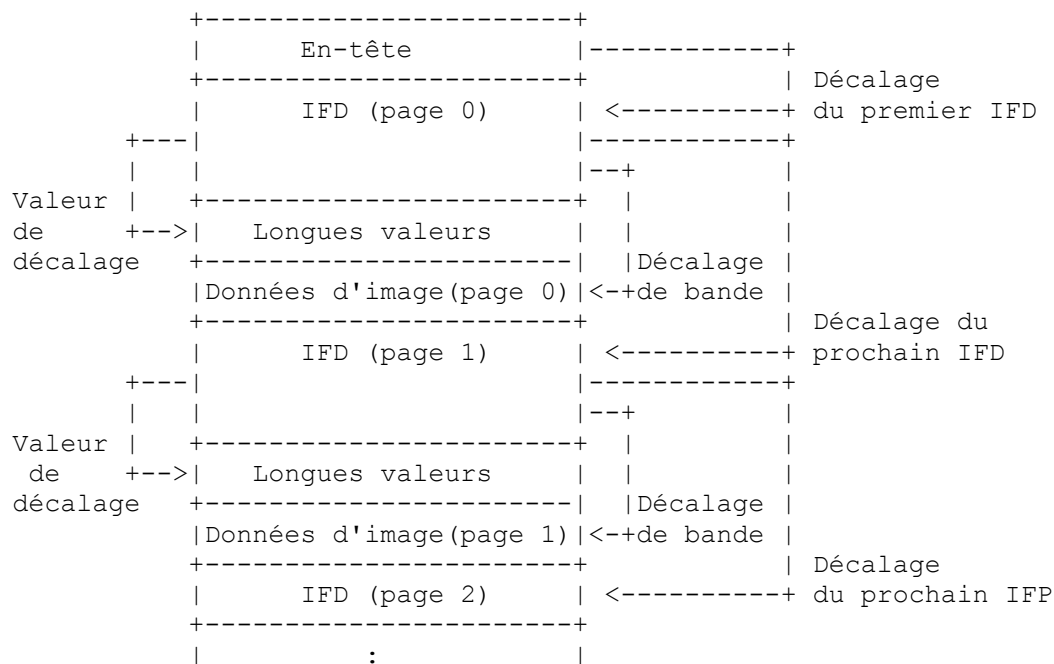 En-tête
Décalage
IFD (page 0) du premier IFD
Valeur
de Longues valeurs
décalage Décalage
Données d'image(page 0) de bande
Décalage du
IFD (page 1) prochain IFD
Valeur
de Longues valeurs
décalage Décalage
Données d'image(page 1) de bande
Décalage
IFD (page 2) du prochain IFP
: